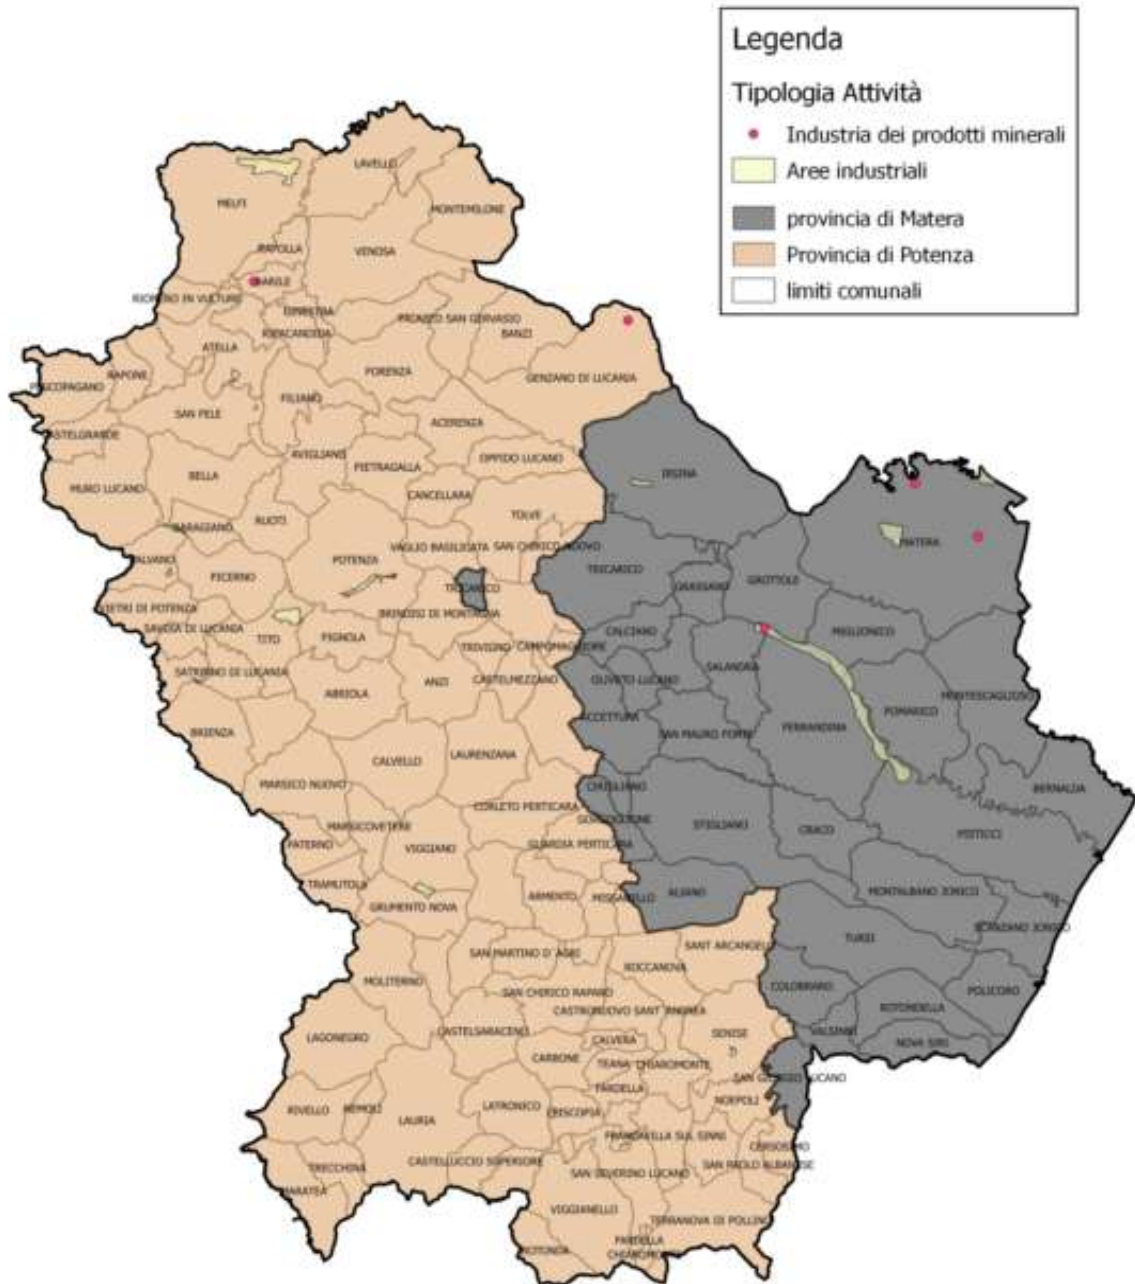 Legenda
Tipologia Attività
Industria dei prodotti minerali
Aree industriali
provincia di Matera
Provincia di Potenza
limiti comunali
LAVELLO
MELFI
MONTEMILONE
RAPOLLA
VENOSA
BARILE
RIONERO IN VULTURE
GINESTRA
PALAZZO SAN GERVASIO
RIPACANDIDA
BANZI
ATELLA
RAPONE
FORENZA
GENZANO DI LUCANIA
PESCOPAGANO
FILIANO
SAN FELE
ACERENZA
CASTELGRANDE
AVIGLIANO
OPPIDO LUCANO
PIETRAGALLA
BELLA
IRSINA
MURO LUCANO
CANCELLARA
TOLVE
RUOTI
BARAGIANO
MATERA
VAGLIO BASILICATA
SAN CHIRICO NUOVO
BALVANO
POTENZA
TRICARICO
PICERNO
GROTTOLE
GRASSANO
TRICARICO
VIETRI DI POTENZA
BRINDISI DI MONTAGNA
SAVOIA DI LUCANIA
CALCIANO
MIGLIONICO
TITO
PIGNOLA
TRIVIGNO
CAMPOMAGGIORE
SALANDRA
SATRIANO DI LUCANIA
ANZI
CASTELMEZZANO
OLIVETO LUCANO
ABRIOLA
MONTESCAGLIOSO
POMARICO
ACCETTURA
FERRANDINA
BRIENZA
SAN MAURO FORTE
CALVELLO
LAURENZANA
MARSICO NUOVO
CIRIGLIANO
BERNALDA
CORLETO PERTICARA
GORGOGLIONE
MARSICOVETERE
STIGLIANO
CRACO
PISTICCI
PATERNO
VIGGIANO
GUARDIA PERTICARA
TRAMUTOLA
ALIANO
MONTALBANO JONICO
ARMENTO
MISSANELLO
GRUMENTO NOVA
SCANZANO JONICO
TURSI
SANT ARCANGELO
SAN MARTINO D' AGRI
ROCCANOVA
MOLITERNO
COLOBRARO
POLICORO
SAN CHIRICO RAPARO
ROTONDELLA
CASTRONUOVO SANT' ANDREA
CASTELSARACENO
SENISE
VALSINNI
LAGONEGRO
CALVERA
NOVA SIRI
CARBONE
TEANA
CHIAROMONTE
SAN GIORGIO LUCANO
FARDELLA
NOEPOLI
RIVELLO
NEMOLI
LATRONICO
EPISCOPIA
LAURIA
FRANCAVILLA SUL SINNI
CERSOSIMO
CASTELLUCCIO SUPERIORE
SAN PAOLO ALBANESE
TRECCHINA
SAN SEVERINO LUCANO
MARATEA
VIGGIANELLO
TERRANOVA DI POLLINO
FARDELLA
ROTONDA
CHIAROMONTE